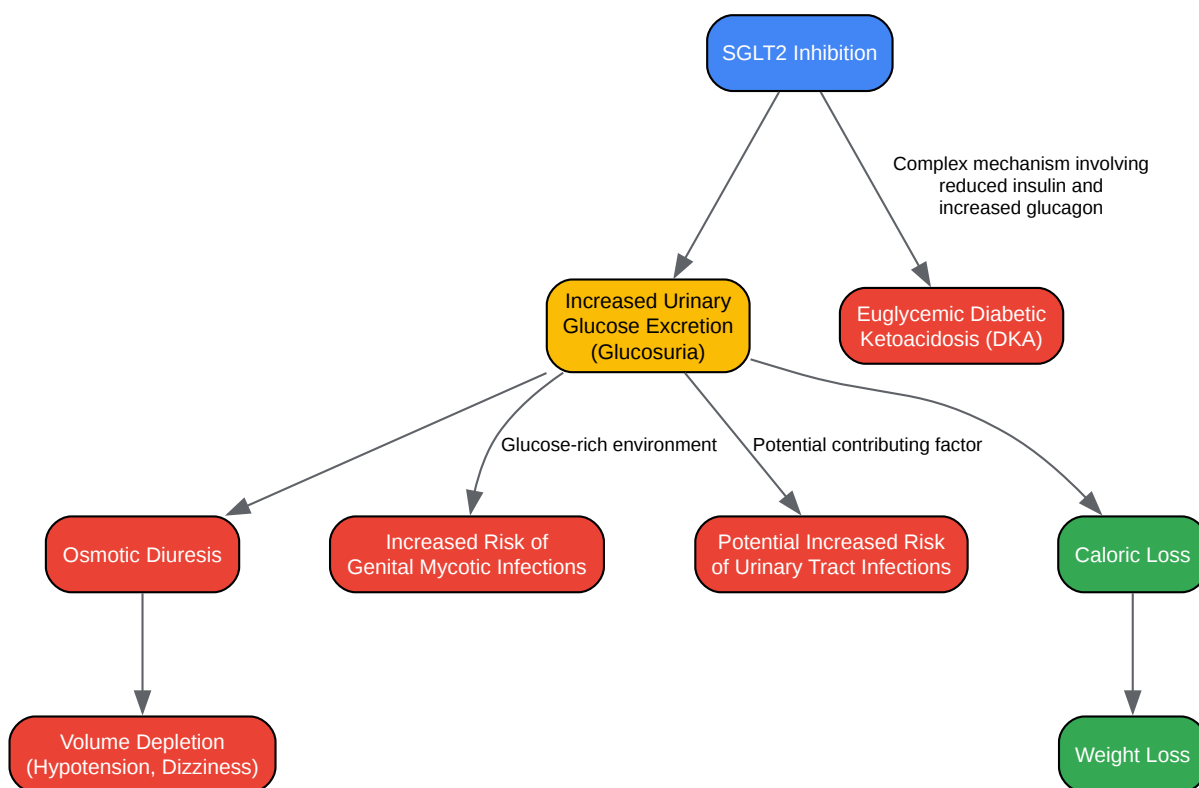 SGLT2 Inhibition
Complex mechanism involving
reduced insulin and
increased glucagon
Increased Urinary
Glucose Excretion
(Glucosuria)
Euglycemic Diabetic
Ketoacidosis (DKA)
Glucose-rich environment
Potential contributing factor
Osmotic Diuresis
Increased Risk of
Genital Mycotic Infections
Potential Increased Risk
of Urinary Tract Infections
Caloric Loss
Volume Depletion
(Hypotension, Dizziness)
Weight Loss